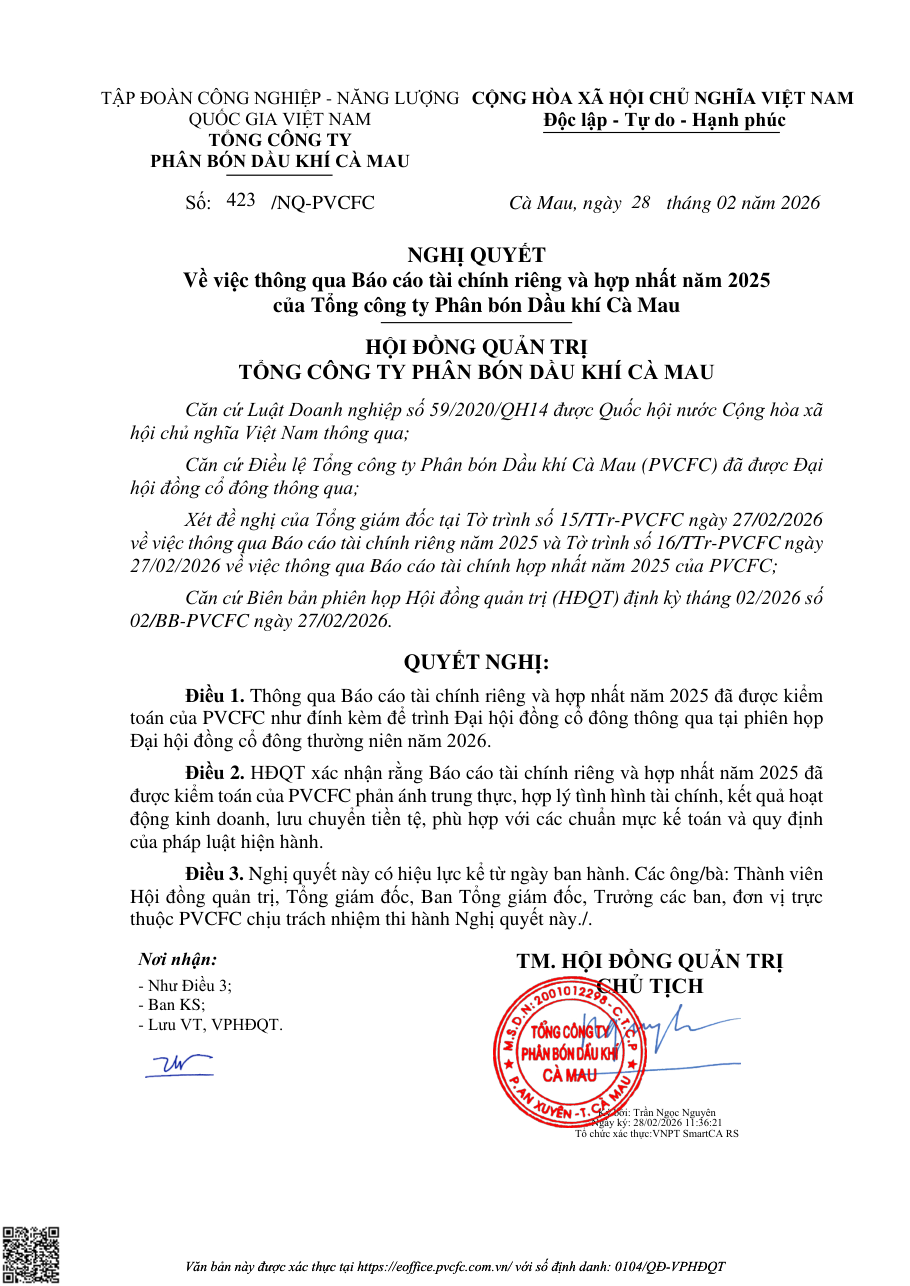 TẬP ĐOÀN CÔNG NGHIỆP - NĂNG LƯỢNG
QUỐC GIA VIỆT NAM
TỔNG CÔNG TY
PHÂN BÓN DẦU KHÍ CÀ MAU
CỘNG HÒA XÃ HỘI CHỦ NGHĨA VIỆT NAM
Độc lập - Tự do - Hạnh phúc
Số: 423 /NQ-PVCFC
Cà Mau, ngày 28 tháng 02 năm 2026
NGHỊ QUYẾT
Về việc thông qua Báo cáo tài chính riêng và hợp nhất năm 2025
của Tổng công ty Phân bón Dầu khí Cà Mau
HỘI ĐỒNG QUẢN TRỊ
TỔNG CÔNG TY PHÂN BÓN DẦU KHÍ CÀ MAU
Căn cứ Luật Doanh nghiệp số 59/2020/QH14 được Quốc hội nước Cộng hòa xã
hội chủ nghĩa Việt Nam thông qua;
Căn cứ Điều lệ Tổng công ty Phân bón Dầu khí Cà Mau (PVCFC) đã được Đại
hội đồng cổ đông thông qua;
Xét đề nghị của Tổng giám đốc tại Tờ trình số 15/TTr-PVCFC ngày 27/02/2026
về việc thông qua Báo cáo tài chính riêng năm 2025 và Tờ trình số 16/TTr-PVCFC ngày
27/02/2026 về việc thông qua Báo cáo tài chính hợp nhất năm 2025 của PVCFC;
Căn cứ Biên bản phiên họp Hội đồng quản trị (HĐQT) định kỳ tháng 02/2026 số
02/BB-PVCFC ngày 27/02/2026.
QUYẾT NGHỊ:
Điều 1. Thông qua Báo cáo tài chính riêng và hợp nhất năm 2025 đã được kiểm
toán của PVCFC như đính kèm để trình Đại hội đồng cổ đông thông qua tại phiên họp
Đại hội đồng cổ đông thường niên năm 2026.
Điều 2. HĐQT xác nhận rằng Báo cáo tài chính riêng và hợp nhất năm 2025 đã
được kiểm toán của PVCFC phản ánh trung thực, hợp lý tình hình tài chính, kết quả hoạt
động kinh doanh, lưu chuyển tiền tệ, phù hợp với các chuẩn mực kế toán và quy định
của pháp luật hiện hành.
Điều 3. Nghị quyết này có hiệu lực kể từ ngày ban hành. Các ông/bà: Thành viên
Hội đồng quản trị, Tổng giám đốc, Ban Tổng giám đốc, Trưởng các ban, đơn vị trực
thuộc PVCFC chịu trách nhiệm thi hành Nghị quyết này./.
Nơi nhận:
- Như Điều 3;
- Ban KS;
- Lưu VT, VPHĐQT.
TM. HỘI ĐỒNG QUẢN TRỊ
CHỦ TỊCH
M.S.D.N:2001012298-C.T.C.P
TỔNG CÔNG TY
PHÂN BÓN DẦU KHÍ
CÀ MAU
P.AN XUYÊN-T.CÀ MAU
Ký bởi: Trần Ngọc Nguyên
Ngày ký: 28/02/2026 11:36:21
Tổ chức xác thực:VNPT SmartCA RS
Văn bản này được xác thực tại https://eoffice.pvcfc.com.vn/ với số định danh: 0104/QĐ-VPHĐQT